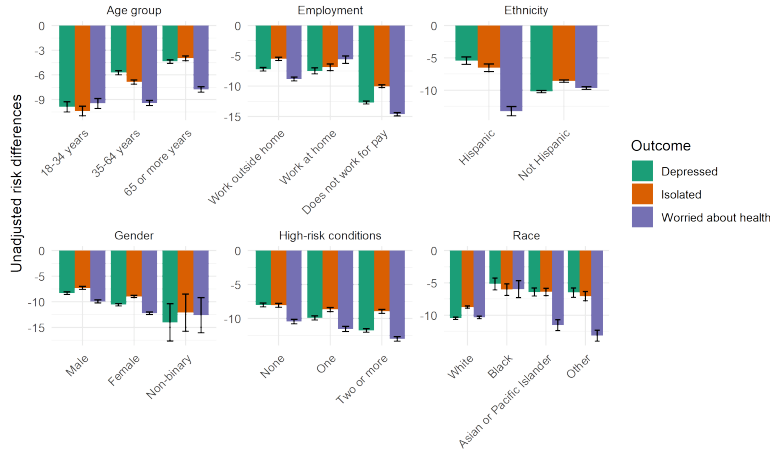 Age group
Employment
Ethnicity
0
-3
-6
-9
0
-5
-10
-15
0
-5
-10
18-34 years
35-64 years
65 or more years
Work outside home
Work at home
Does not work for pay
Hispanic
Not Hispanic
Unadjusted risk differences
Outcome
Depressed
Isolated
Worried about health
Gender
High-risk conditions
Race
0
-5
-10
-15
0
-5
-10
0
-5
-10
Male
Female
Non-binary
None
One
Two or more
White
Black
Asian or Pacific Islander
Other